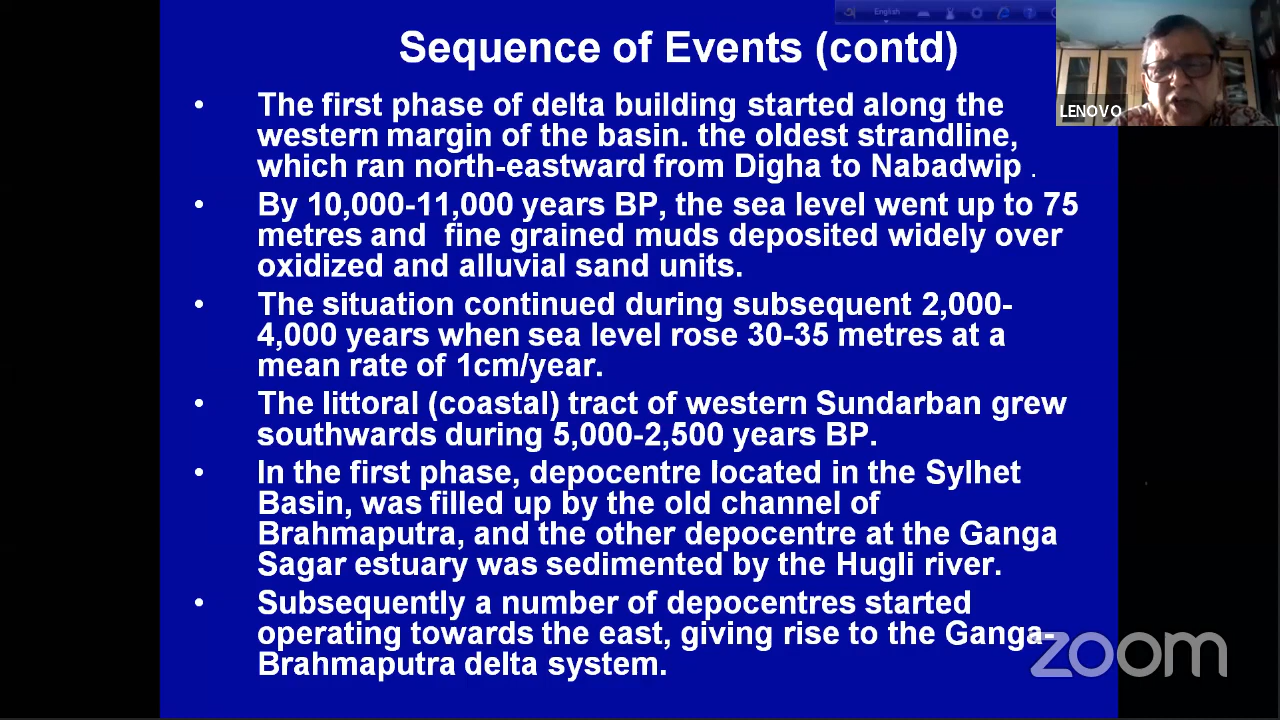 English
Sequence of Events (contd)
LENOVO
• The first phase of delta building started along the
western margin of the basin. the oldest strandline,
which ran north-eastward from Digha to Nabadwip .
• By 10,000-11,000 years BP, the sea level went up to 75
metres and fine grained muds deposited widely over
oxidized and alluvial sand units.
• The situation continued during subsequent 2,000-
4,000 years when sea level rose 30-35 metres at a
mean rate of 1cm/year.
• The littoral (coastal) tract of western Sundarban grew
southwards during 5,000-2,500 years BP.
• In the first phase, depocentre located in the Sylhet
Basin, was filled up by the old channel of
Brahmaputra, and the other depocentre at the Ganga
Sagar estuary was sedimented by the Hugli river.
• Subsequently a number of depocentres started
operating towards the east, giving rise to the Ganga-
Brahmaputra delta system.
zoom